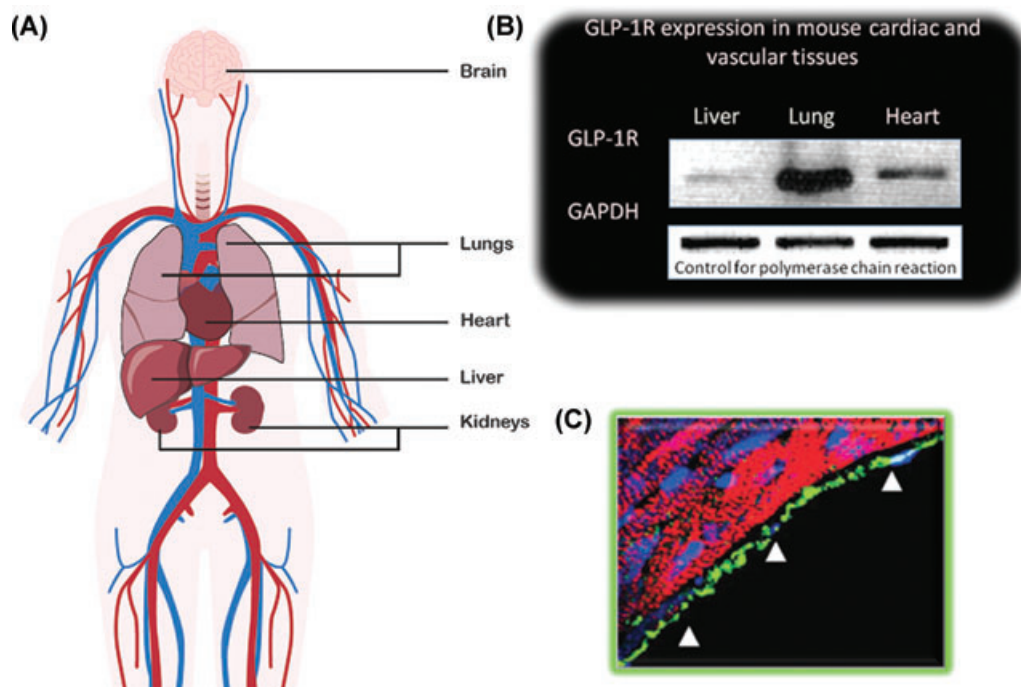 (A)
Brain
Lungs
Heart
Liver
Kidneys
(B)
GLP-1R expression in mouse cardiac and
vascular tissues
Liver Lung Heart
GLP-1R
GAPDH
Control for polymerase chain reaction
(C)